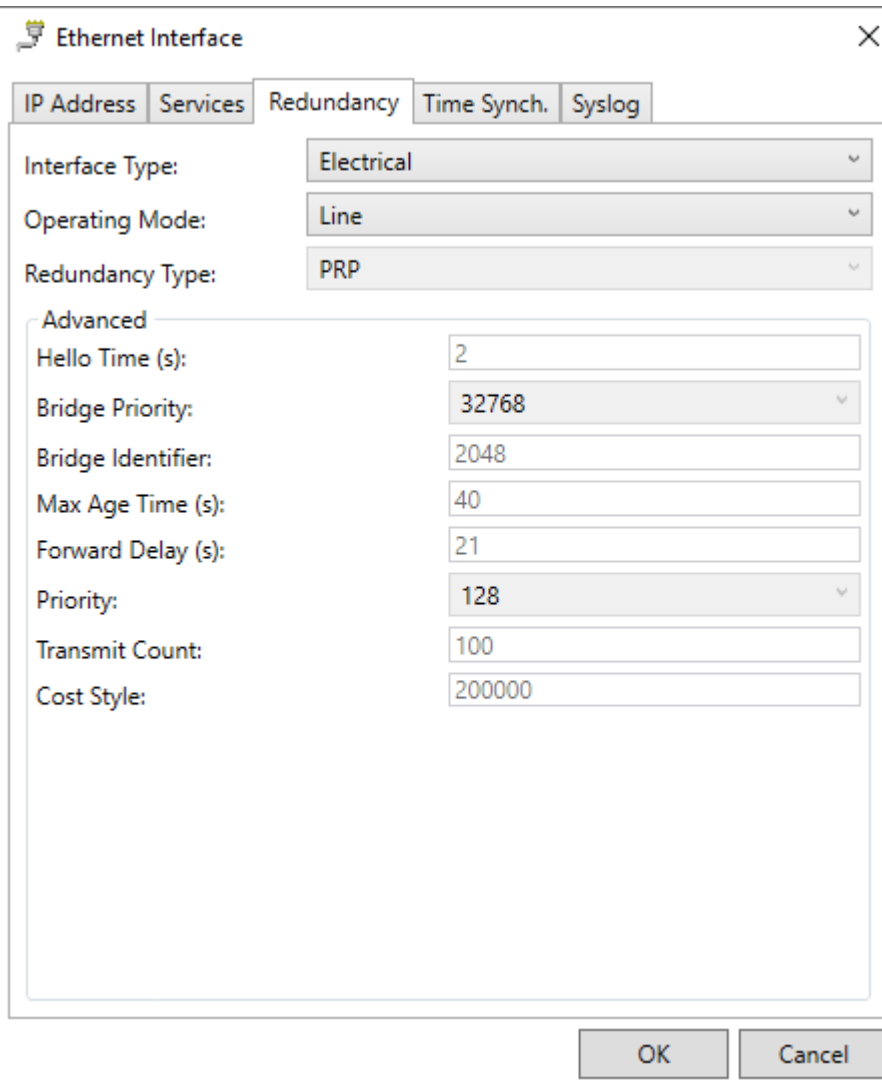 Ethernet Interface
IP Address Services Redundancy Time Synch. Syslog
Interface Type: Electrical
Operating Mode: Line
Redundancy Type: PRP
Advanced
Hello Time (s): 2
Bridge Priority: 32768
Bridge Identifier: 2048
Max Age Time (s): 40
Forward Delay (s): 21
Priority: 128
Transmit Count: 100
Cost Style: 200000
OK Cancel